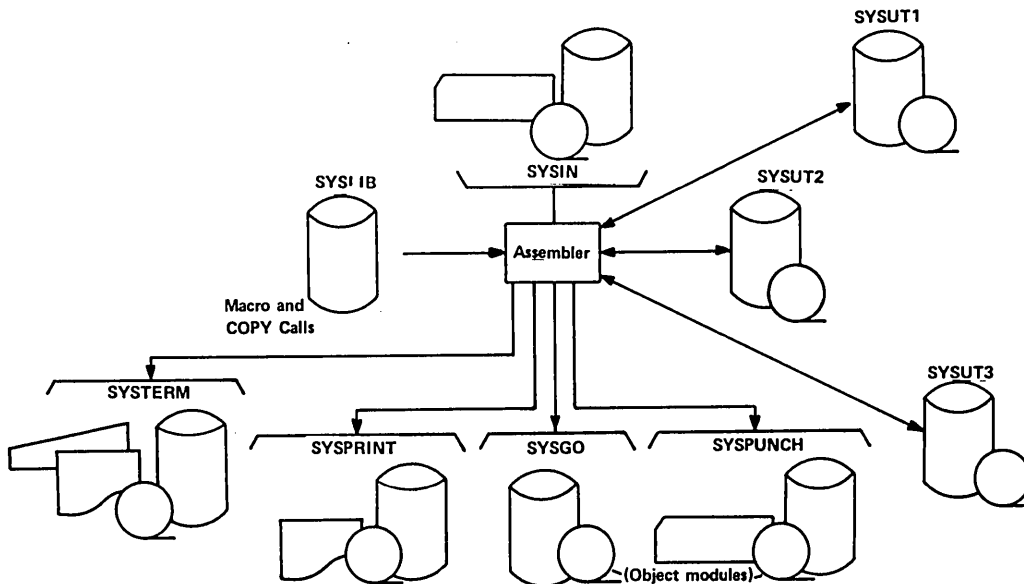 SYSUT1
SYSIN
SYSLIB
SYSUT2
Assembler
Macro and
COPY Calls
SYSUT3
SYSTERM
SYSPRINT
SYSGO
SYSPUNCH
(Object modules)